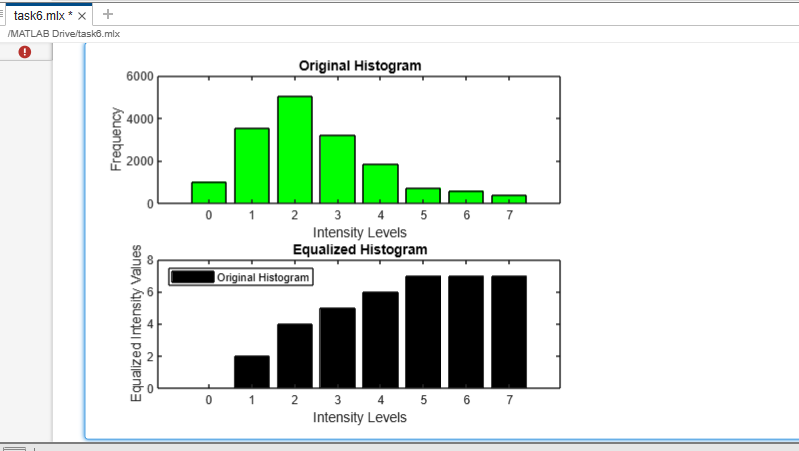 task6.mlx * × +
/MATLAB Drive/task6.mlx
Original Histogram
6000
4000
2000
0
Frequency
0 1 2 3 4 5 6 7
Intensity Levels
Equalized Histogram
8
6
4
2
0
Equalized Intensity Values
Original Histogram
0 1 2 3 4 5 6 7
Intensity Levels